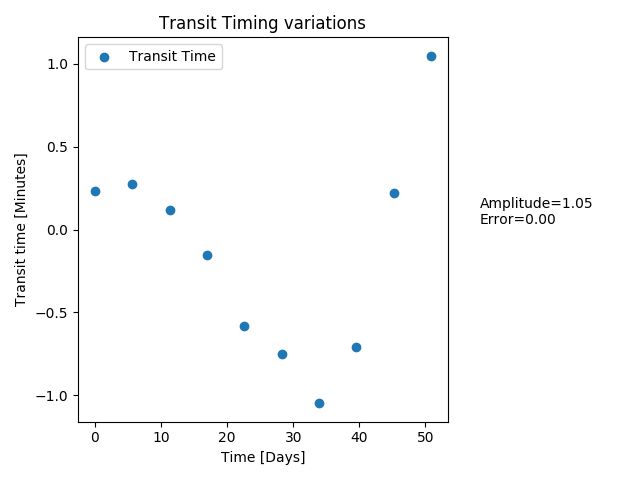 Transit Timing variations
Transit Time
1.0
0.5
0.0
−0.5
−1.0
Transit time [Minutes]
Amplitude=1.05
Error=0.00
0 10 20 30 40 50
Time [Days]